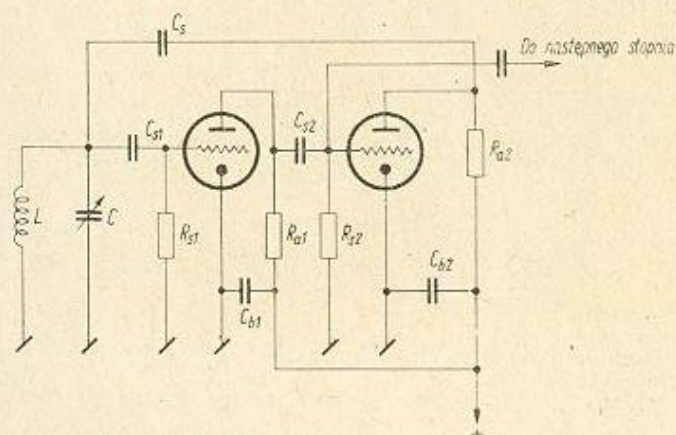 Cs
Do następnego stopnia
Cs1
Cs2
Ra2
L
C
Rs1
Ra1
Rs2
Cb2
Cb1
+